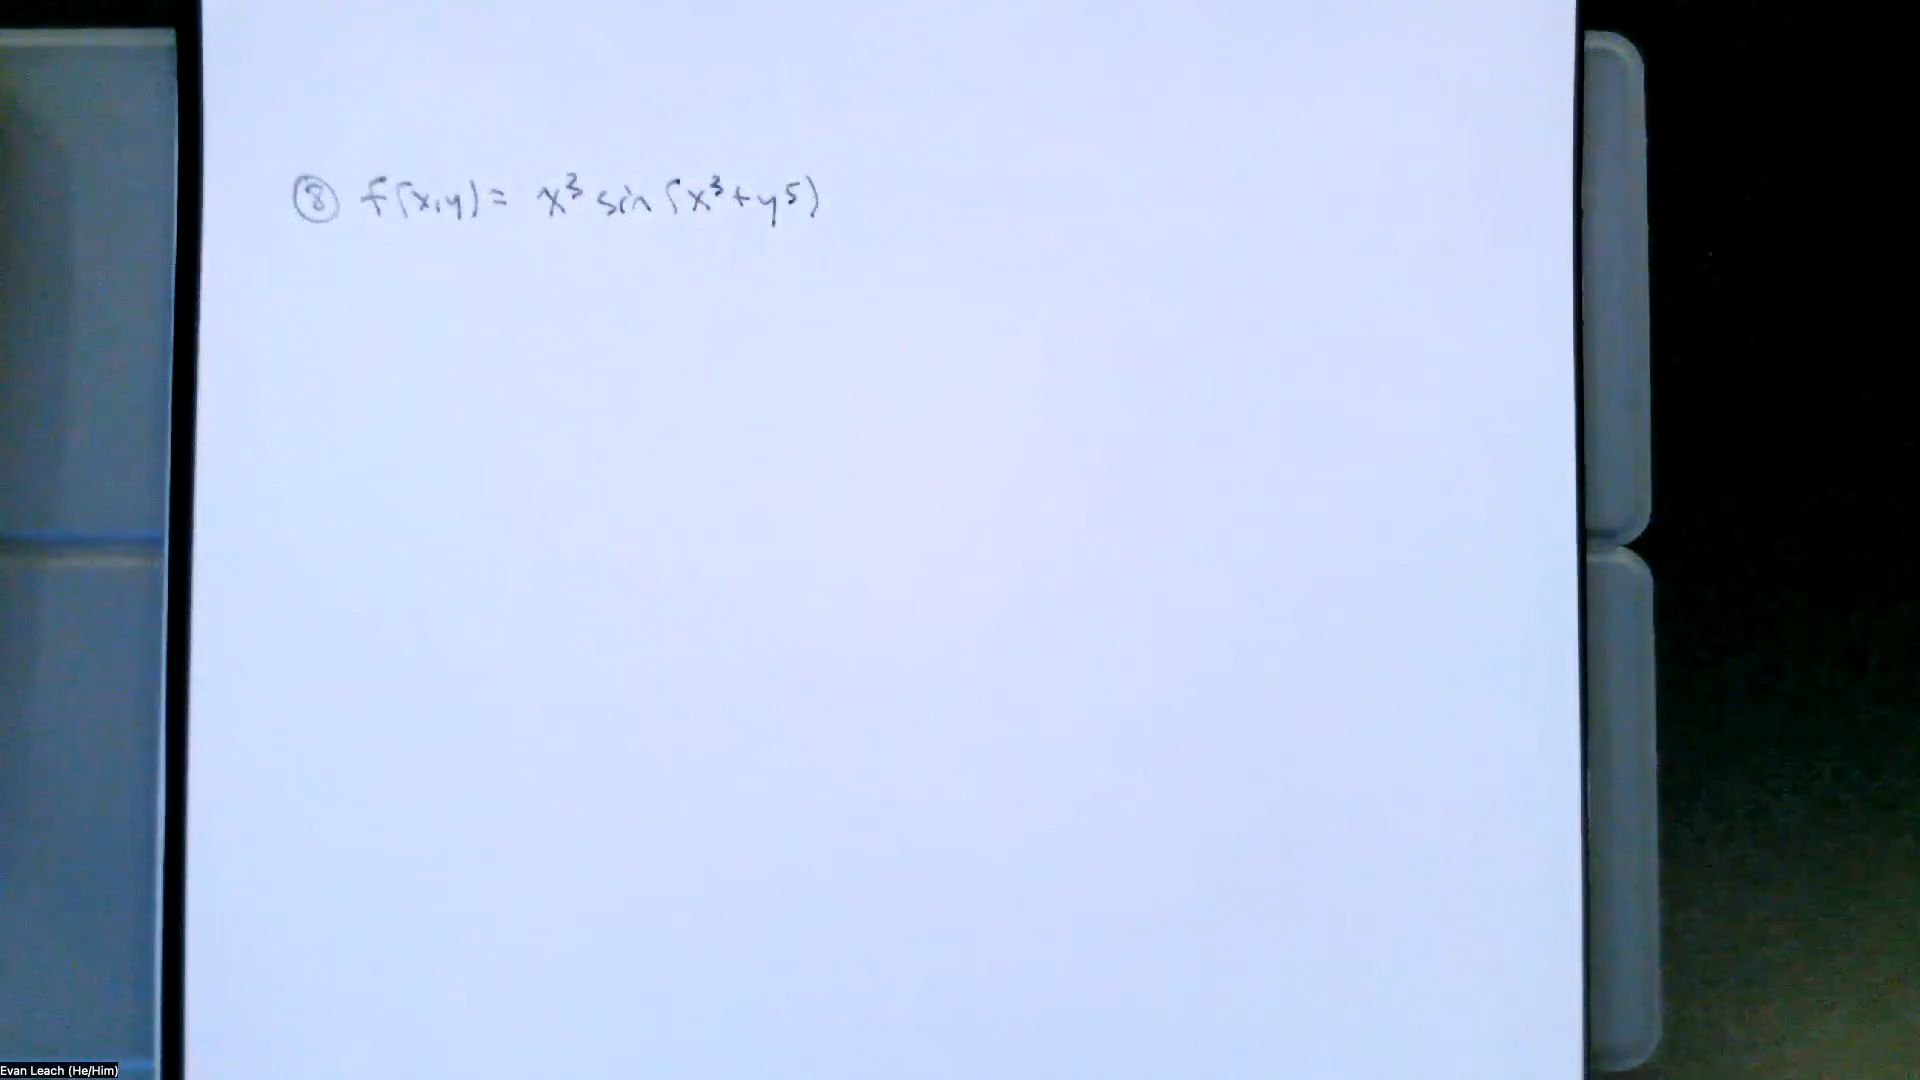 ⑧ f(x,y) = x³ sin(x³+y⁵)
Evan Leach (He/Him)